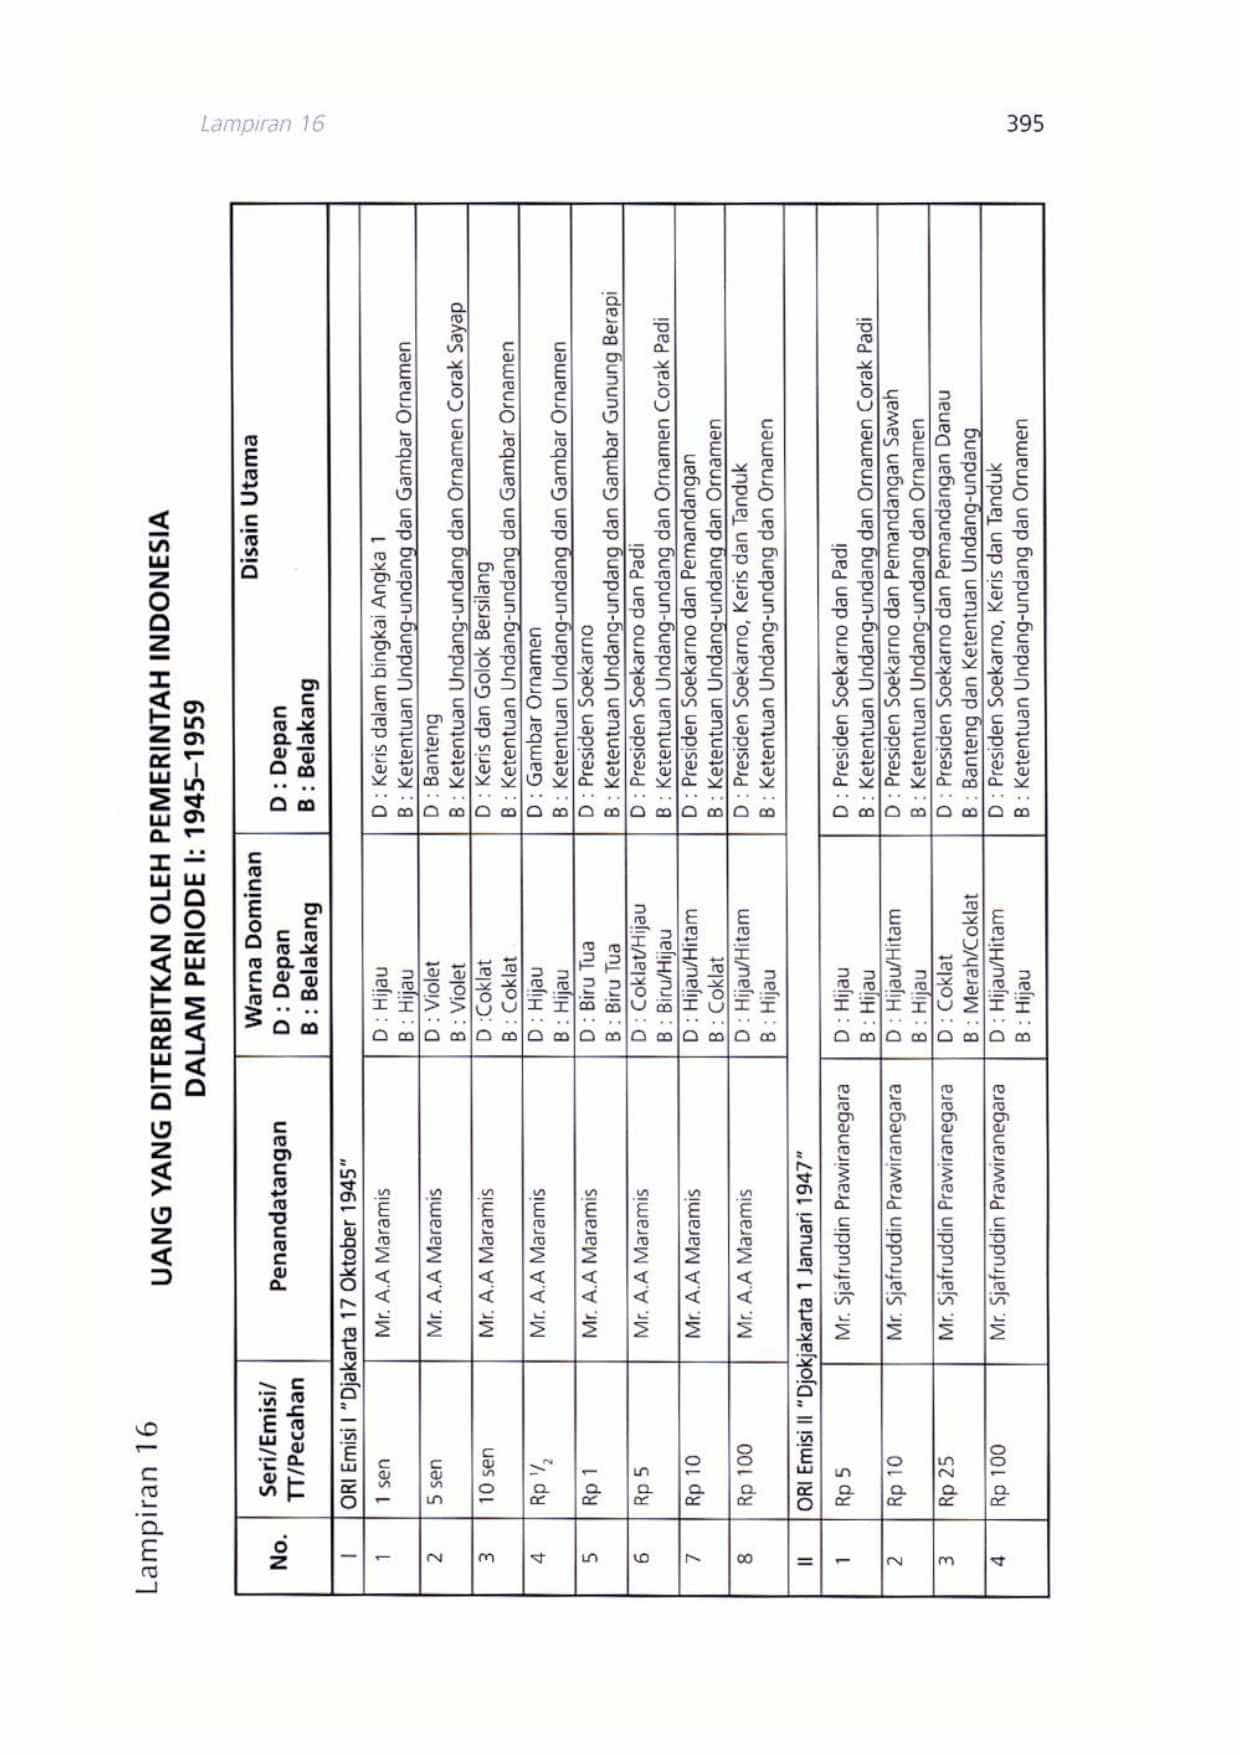 Lampiran 16
395
Lampiran 16
UANG YANG DITERBITKAN OLEH PEMERINTAH INDONESIA
DALAM PERIODE I: 1945–1959
No.
Seri/Emisi/
TT/Pecahan
Penandatangan
Warna Dominan
D : Depan
B : Belakang
Disain Utama
D : Depan
B : Belakang
I ORI Emisi I "Djakarta 17 Oktober 1945"
1 1 sen Mr. A.A Maramis D : Hijau D : Keris dalam bingkai Angka 1
B : Hijau B : Ketentuan Undang-undang dan Gambar Ornamen
2 5 sen Mr. A.A Maramis D : Violet D : Banteng
B : Violet B : Ketentuan Undang-undang dan Ornamen Corak Sayap
3 10 sen Mr. A.A Maramis D :Coklat D : Keris dan Golok Bersilang
B : Coklat B : Ketentuan Undang-undang dan Gambar Ornamen
4 Rp 1/2 Mr. A.A Maramis D : Hijau D : Gambar Ornamen
B : Hijau B : Ketentuan Undang-undang dan Gambar Ornamen
5 Rp 1 Mr. A.A Maramis D : Biru Tua D : Presiden Soekarno
B : Biru Tua B : Ketentuan Undang-undang dan Gambar Gunung Berapi
6 Rp 5 Mr. A.A Maramis D : Coklat/Hijau D : Presiden Soekarno dan Padi
B : Biru/Hijau B : Ketentuan Undang-undang dan Ornamen Corak Padi
7 Rp 10 Mr. A.A Maramis D : Hijau/Hitam D : Presiden Soekarno dan Pemandangan
B : Coklat B : Ketentuan Undang-undang dan Ornamen
8 Rp 100 Mr. A.A Maramis D : Hijau/Hitam D : Presiden Soekarno, Keris dan Tanduk
B : Hijau B : Ketentuan Undang-undang dan Ornamen
II ORI Emisi II "Djokjakarta 1 Januari 1947"
1 Rp 5 Mr. Sjafruddin Prawiranegara D : Hijau D : Presiden Soekarno dan Padi
B : Hijau B : Ketentuan Undang-undang dan Ornamen Corak Padi
2 Rp 10 Mr. Sjafruddin Prawiranegara D : Hijau/Hitam D : Presiden Soekarno dan Pemandangan Sawah
B : Hijau B : Ketentuan Undang-undang dan Ornamen
3 Rp 25 Mr. Sjafruddin Prawiranegara D : Coklat D : Presiden Soekarno dan Pemandangan Danau
B : Merah/Coklat B : Banteng dan Ketentuan Undang-undang
4 Rp 100 Mr. Sjafruddin Prawiranegara D : Hijau/Hitam D : Presiden Soekarno, Keris dan Tanduk
B : Hijau B : Ketentuan Undang-undang dan Ornamen